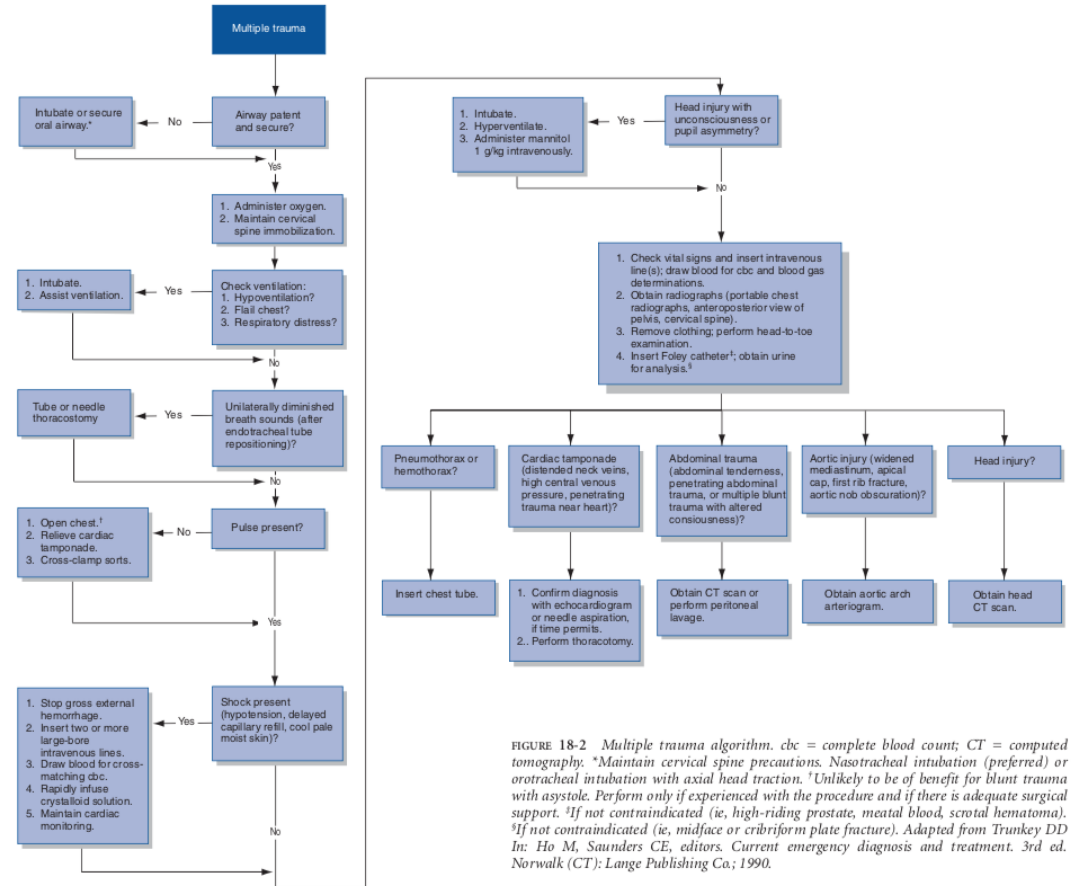 Multiple trauma
Airway patent
and secure?
No
Intubate or secure
oral airway.*
Yes
1. Administer oxygen.
2. Maintain cervical
spine immobilization.
Check ventilation:
1. Hypoventilation?
2. Flail chest?
3. Respiratory distress?
Yes
1. Intubate.
2. Assist ventilation.
No
Unilaterally diminished
breath sounds (after
endotracheal tube
repositioning)?
Yes
Tube or needle
thoracostomy
No
Pulse present?
No
1. Open chest.†
2. Relieve cardiac
tamponade.
3. Cross-clamp sorts.
Yes
Shock present
(hypotension, delayed
capillary refill, cool pale
moist skin)?
Yes
1. Stop gross external
hemorrhage.
2. Insert two or more
large-bore
intravenous lines.
3. Draw blood for cross-
matching cbc.
4. Rapidly infuse
crystalloid solution.
5. Maintain cardiac
monitoring.
No
Head injury with
unconsciousness or
pupil asymmetry?
Yes
1. Intubate.
2. Hyperventilate.
3. Administer mannitol
1 g/kg intravenously.
No
1. Check vital signs and insert intravenous
line(s); draw blood for cbc and blood gas
determinations.
2. Obtain radiographs (portable chest
radiographs, anteroposterior view of
pelvis, cervical spine).
3. Remove clothing; perform head-to-toe
examination.
4. Insert Foley catheter‡; obtain urine
for analysis.§
Pneumothorax or
hemothorax?
Cardiac tamponade
(distended neck veins,
high central venous
pressure, penetrating
trauma near heart)?
Abdominal trauma
(abdominal tenderness,
penetrating abdominal
trauma, or multiple blunt
trauma with altered
consiousness)?
Aortic injury (widened
mediastinum, apical
cap, first rib fracture,
aortic nob obscuration)?
Head injury?
Insert chest tube.
1. Confirm diagnosis
with echocardiogram
or needle aspiration,
if time permits.
2.. Perform thoracotomy.
Obtain CT scan or
perform peritoneal
lavage.
Obtain aortic arch
arteriogram.
Obtain head
CT scan.
FIGURE 18-2 Multiple trauma algorithm. cbc = complete blood count; CT = computed
tomography. *Maintain cervical spine precautions. Nasotracheal intubation (preferred) or
orotracheal intubation with axial head traction. †Unlikely to be of benefit for blunt trauma
with asystole. Perform only if experienced with the procedure and if there is adequate surgical
support. ‡If not contraindicated (ie, high-riding prostate, meatal blood, scrotal hematoma).
§If not contraindicated (ie, midface or cribriform plate fracture). Adapted from Trunkey DD
In: Ho M, Saunders CE, editors. Current emergency diagnosis and treatment. 3rd ed.
Norwalk (CT): Lange Publishing Co.; 1990.